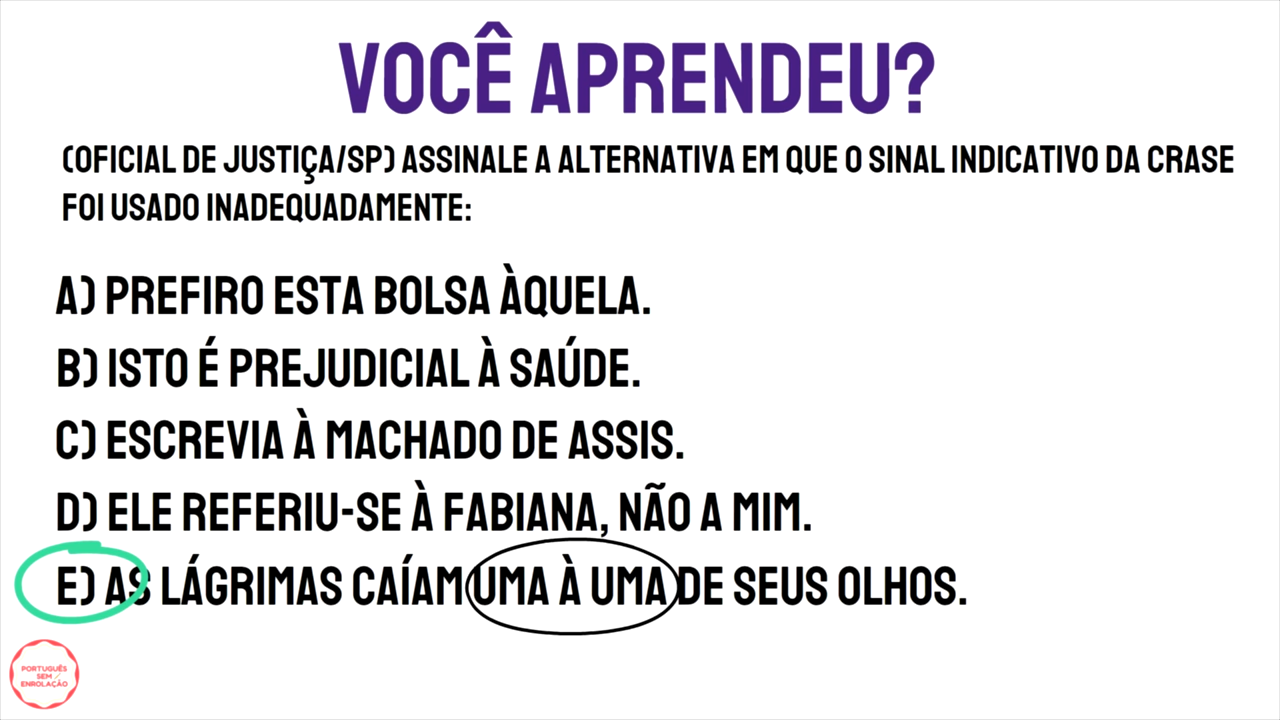 VOCÊ APRENDEU?
(OFICIAL DE JUSTIÇA/SP) ASSINALE A ALTERNATIVA EM QUE O SINAL INDICATIVO DA CRASE
FOI USADO INADEQUADAMENTE:
A) PREFIRO ESTA BOLSA ÀQUELA.
B) ISTO É PREJUDICIAL À SAÚDE.
C) ESCREVIA À MACHADO DE ASSIS.
D) ELE REFERIU-SE À FABIANA, NÃO A MIM.
E) AS LÁGRIMAS CAÍAM UMA À UMA DE SEUS OLHOS.
PORTUGUÊS
SEM
ENROLAÇÃO